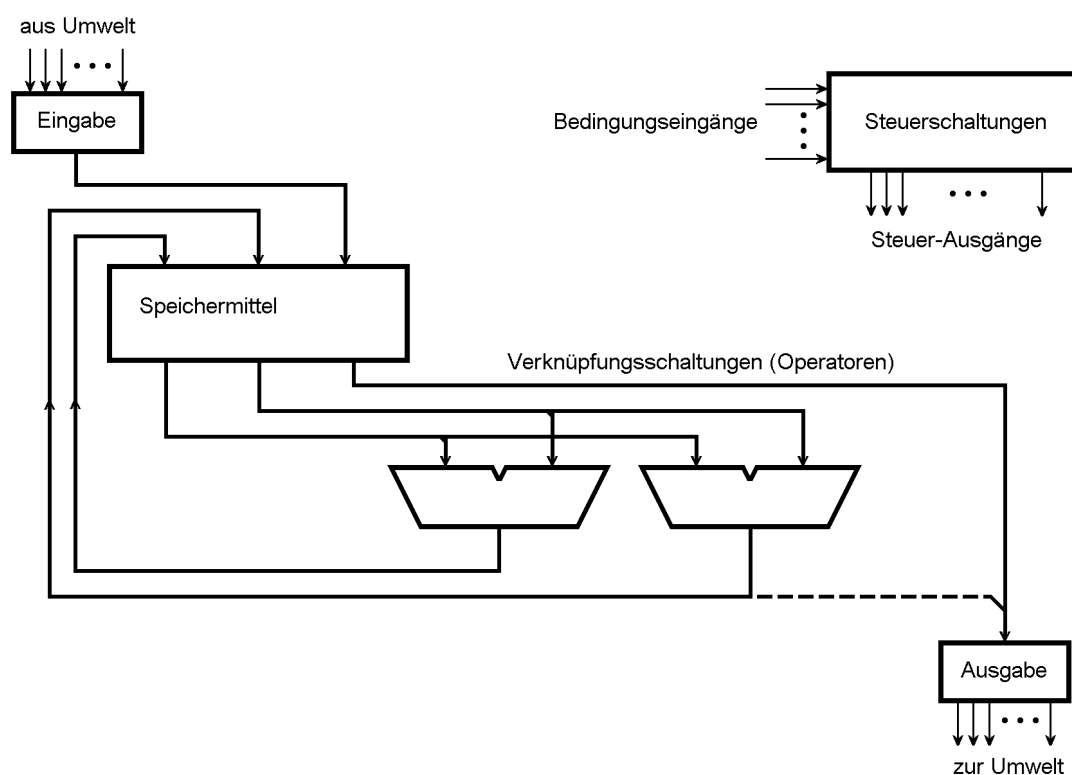 aus Umwelt
Eingabe
Bedingungseingänge
Steuerschaltungen
Steuer-Ausgänge
Speichermittel
Verknüpfungsschaltungen (Operatoren)
Ausgabe
zur Umwelt